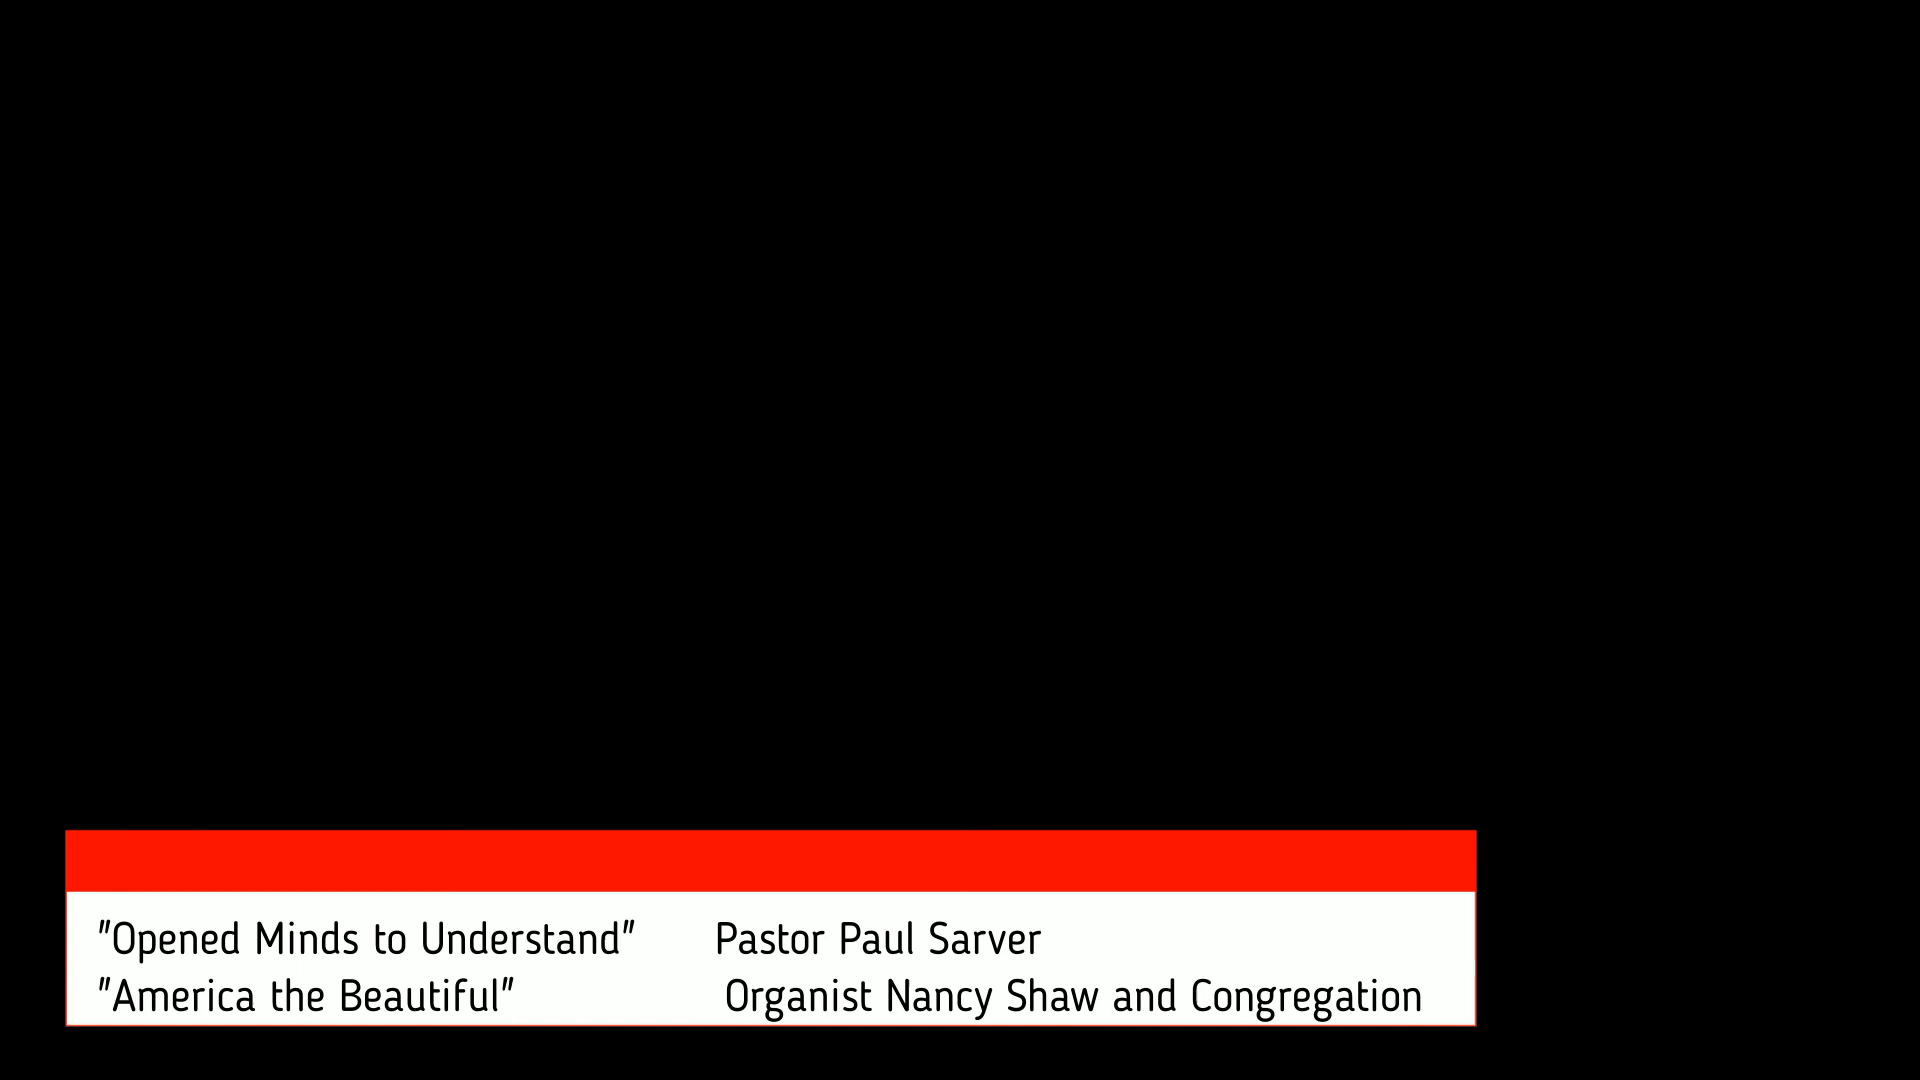 "Opened Minds to Understand" Pastor Paul Sarver
"America the Beautiful" Organist Nancy Shaw and Congregation